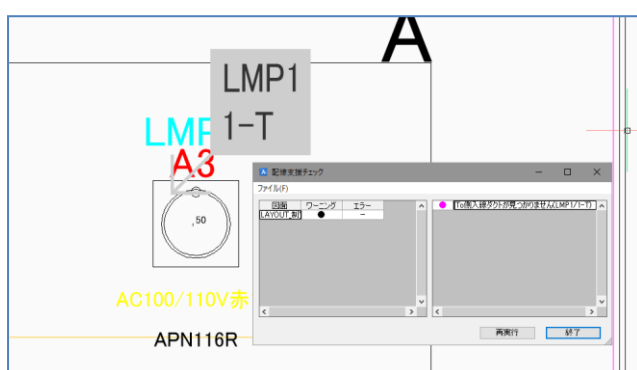 A
LMP1
1-T
LMP
A3
配線支援チェック
ファイル(F)
図面 ワーニング エラー
LAYOUT_制 ● －
● [To側入線ダクトが見つかりません(LMP1/1-T)
,50
AC100/110V赤
APN116R
再実行 終了